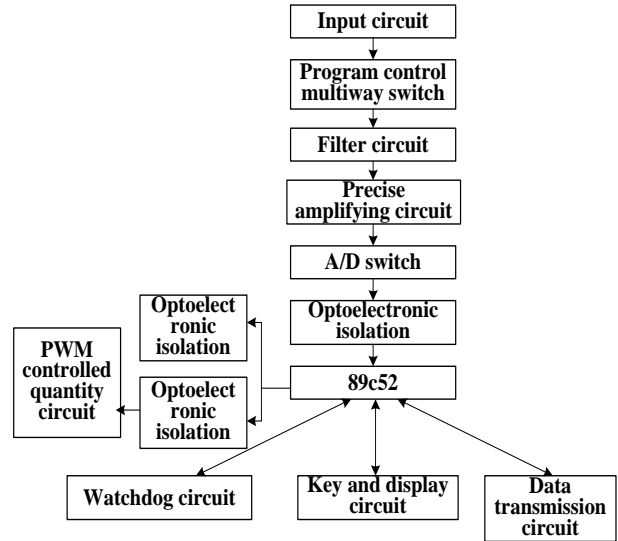 Input circuit
Program control
multiway switch
Filter circuit
Precise
amplifying circuit
A/D switch
Optoelectronic
isolation
Optoelect
ronic
isolation
PWM
controlled
quantity
circuit
Optoelect
ronic
isolation
89c52
Watchdog circuit
Key and display
circuit
Data
transmission
circuit